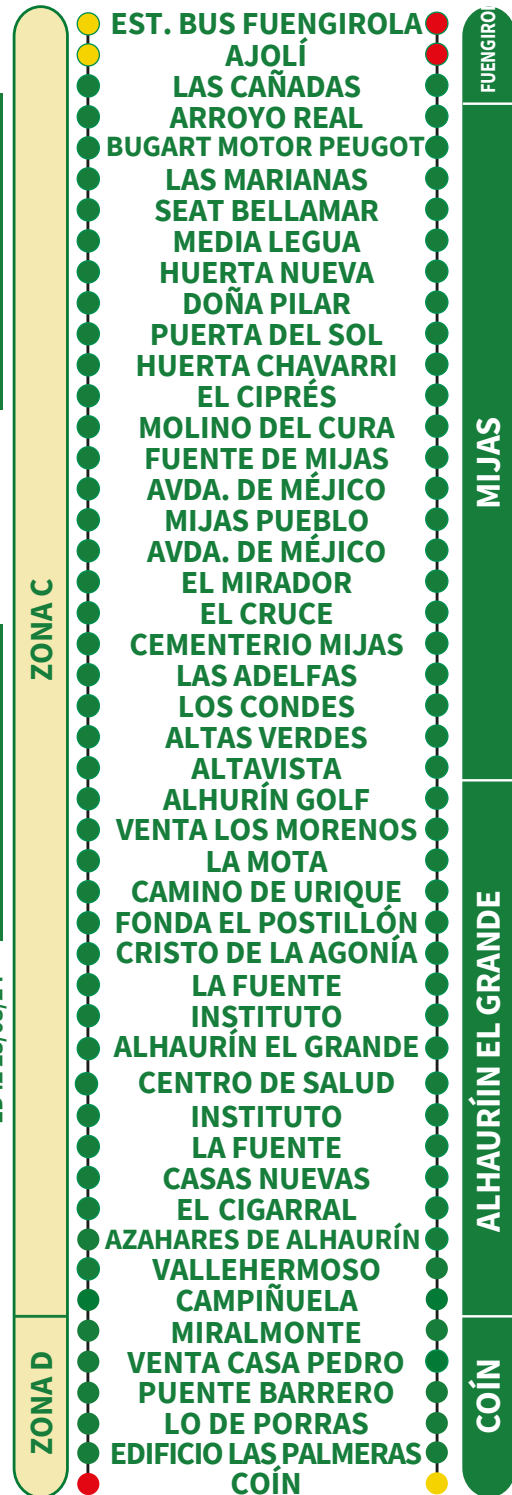 EST. BUS FUENGIROLA
AJOLÍ
LAS CAÑADAS
ARROYO REAL
BUGART MOTOR PEUGOT
LAS MARIANAS
SEAT BELLAMAR
MEDIA LEGUA
HUERTA NUEVA
DOÑA PILAR
PUERTA DEL SOL
HUERTA CHAVARRI
EL CIPRÉS
MOLINO DEL CURA
FUENTE DE MIJAS
AVDA. DE MÉJICO
MIJAS PUEBLO
AVDA. DE MÉJICO
EL MIRADOR
EL CRUCE
CEMENTERIO MIJAS
LAS ADELFAS
LOS CONDES
ALTAS VERDES
ALTAVISTA
ALHURÍN GOLF
VENTA LOS MORENOS
LA MOTA
CAMINO DE URIQUE
FONDA EL POSTILLÓN
CRISTO DE LA AGONÍA
LA FUENTE
INSTITUTO
ALHAURÍN EL GRANDE
CENTRO DE SALUD
INSTITUTO
LA FUENTE
CASAS NUEVAS
EL CIGARRAL
AZAHARES DE ALHAURÍN
VALLEHERMOSO
CAMPIÑUELA
MIRALMONTE
VENTA CASA PEDRO
PUENTE BARRERO
LO DE PORRAS
EDIFICIO LAS PALMERAS
COÍN
ZONA C
ZONA D
FUENGIRO
MIJAS
ALHAURÍIN EL GRANDE
COÍN